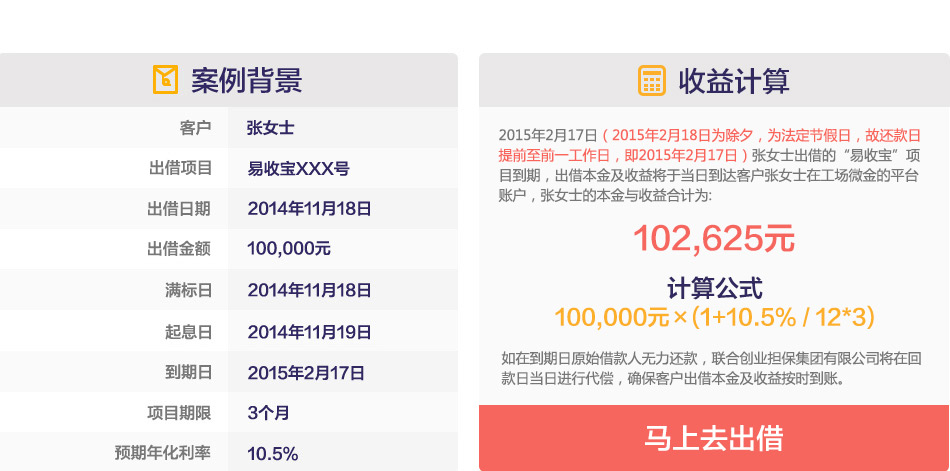 案例背景
客户 张女士
出借项目 易收宝XXX号
出借日期 2014年11月18日
出借金额 100,000元
满标日 2014年11月18日
起息日 2014年11月19日
到期日 2015年2月17日
项目期限 3个月
预期年化利率 10.5%
收益计算
2015年2月17日（2015年2月18日为除夕，为法定节假日，故还款日
提前至前一工作日，即2015年2月17日）张女士出借的“易收宝”项
目到期，出借本金及收益将于当日到达客户张女士在工场微金的平台
账户，张女士的本金与收益合计为:
102,625元
计算公式
100,000元×(1+10.5% / 12*3)
如在到期日原始借款人无力还款，联合创业担保集团有限公司将在回
款日当日进行代偿，确保客户出借本金及收益按时到账。
马上去出借